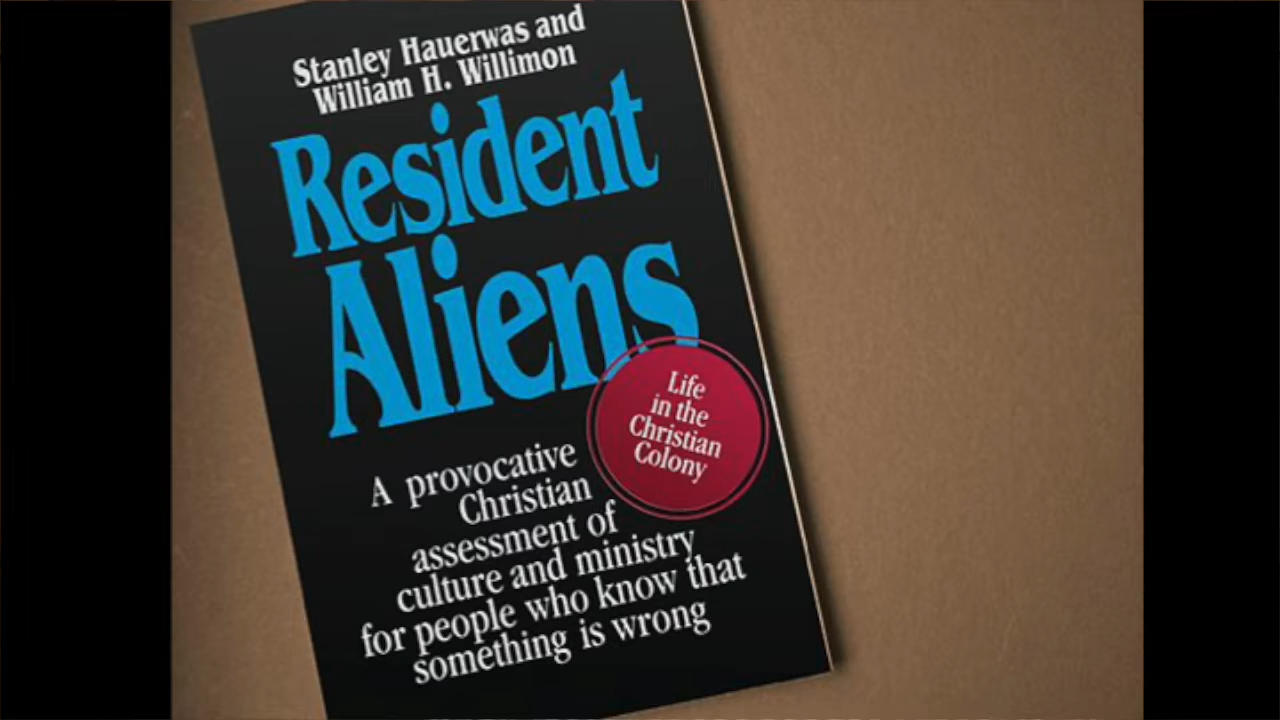 Stanley Hauerwas and
William H. Willimon
Resident
Aliens
Life
in the
Christian
Colony
A provocative
Christian
assessment of
culture and ministry
for people who know that
something is wrong